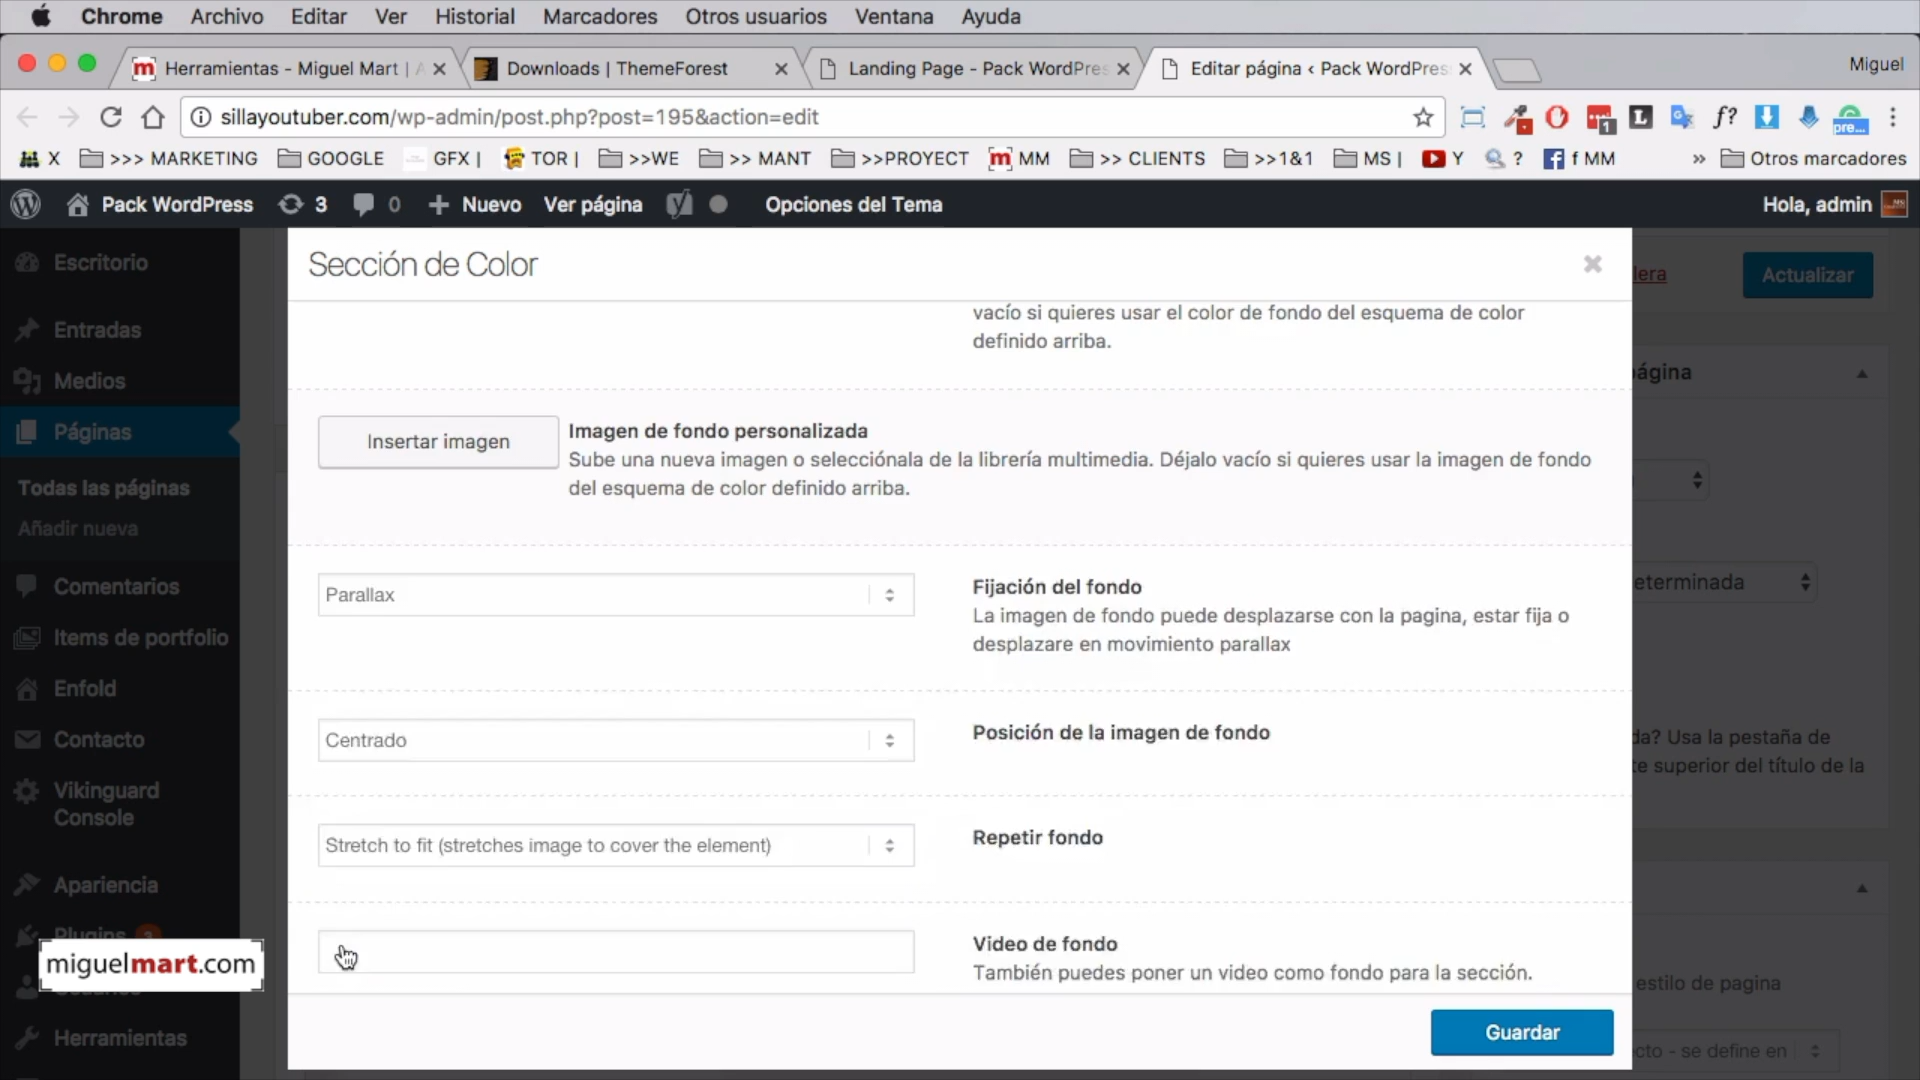 Chrome Archivo Editar Ver Historial Marcadores Otros usuarios Ventana Ayuda
Herramientas - Miguel Mart | A
Downloads | ThemeForest
Landing Page - Pack WordPres
Editar página ‹ Pack WordPres
Miguel
sillayoutuber.com/wp-admin/post.php?post=195&action=edit
1
L
f?
pre...
X >>> MARKETING GOOGLE GFX | TOR | >>WE >> MANT >>PROYECT MM >> CLIENTS >>1&1 MS | Y ? f MM » Otros marcadores
Pack WordPress 3 0 + Nuevo Ver página Opciones del Tema Hola, admin
Escritorio
Entradas
Medios
Páginas
Todas las páginas
Añadir nueva
Comentarios
Items de portfolio
Enfold
Contacto
Vikinguard
Console
Apariencia
Plugins 3
miguelmart.com
Herramientas
Sección de Color
vacío si quieres usar el color de fondo del esquema de color
definido arriba.
Insertar imagen
Imagen de fondo personalizada
Sube una nueva imagen o selecciónala de la librería multimedia. Déjalo vacío si quieres usar la imagen de fondo
del esquema de color definido arriba.
Parallax
Fijación del fondo
La imagen de fondo puede desplazarse con la pagina, estar fija o
desplazare en movimiento parallax
Centrado
Posición de la imagen de fondo
Stretch to fit (stretches image to cover the element)
Repetir fondo
Video de fondo
También puedes poner un video como fondo para la sección.
Guardar
lera
Actualizar
página
eterminada
da? Usa la pestaña de
te superior del título de la
estilo de pagina
cto - se define en